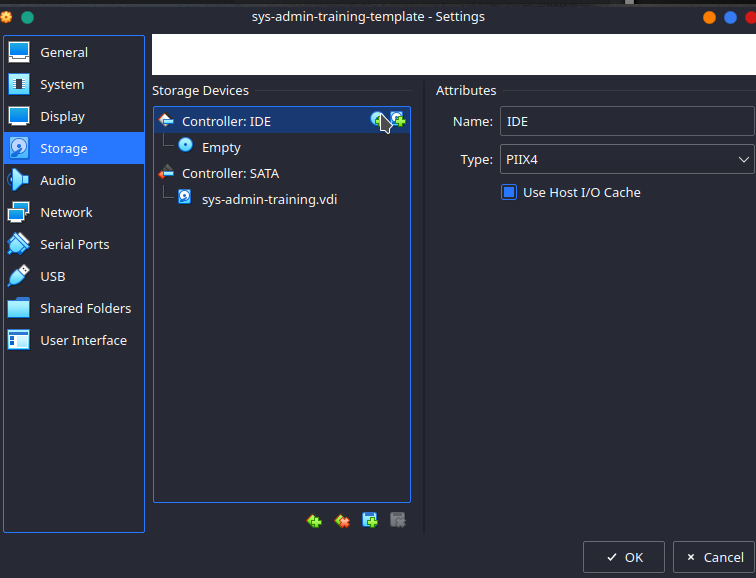 sys-admin-training-template - Settings
General
System
Display
Storage
Audio
Network
Serial Ports
USB
Shared Folders
User Interface
Storage Devices
Controller: IDE
Empty
Controller: SATA
sys-admin-training.vdi
Attributes
Name: IDE
Type: PIIX4
Use Host I/O Cache
OK
Cancel